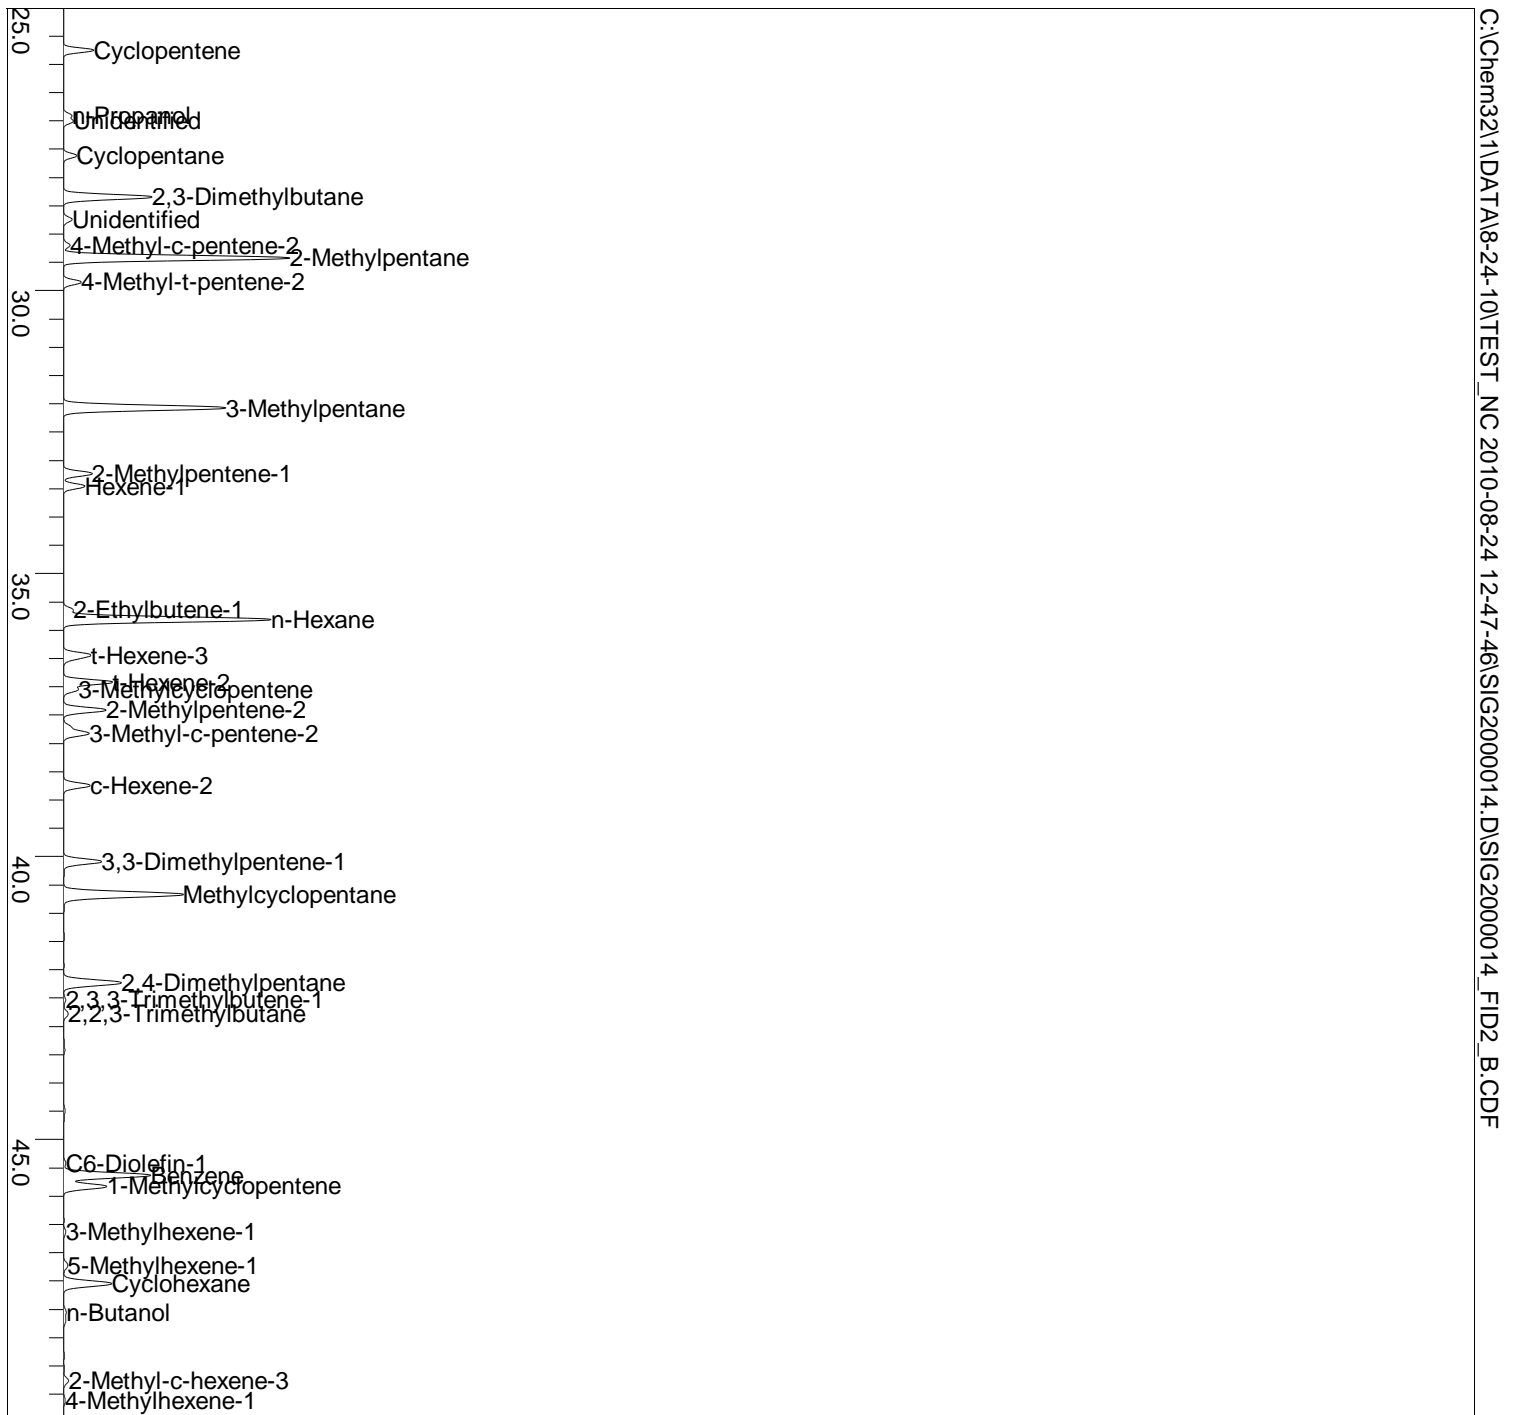 C:\Chem32\1\DATA\8-24-10\TEST_NC 2010-08-24 12-47-46\SIG2000014.D\SIG2000014_FID2_B.CDF
25.0
Cyclopentene
n-Propanol
Unidentified
Cyclopentane
2,3-Dimethylbutane
Unidentified
4-Methyl-c-pentene-2
2-Methylpentane
4-Methyl-t-pentene-2
30.0
3-Methylpentane
2-Methylpentene-1
Hexene-1
35.0
2-Ethylbutene-1
n-Hexane
t-Hexene-3
t-Hexene-2
3-Methylcyclopentene
2-Methylpentene-2
3-Methyl-c-pentene-2
c-Hexene-2
40.0
3,3-Dimethylpentene-1
Methylcyclopentane
2,4-Dimethylpentane
2,3,3-Trimethylbutene-1
2,2,3-Trimethylbutane
45.0
C6-Diolefin-1
Benzene
1-Methylcyclopentene
3-Methylhexene-1
5-Methylhexene-1
Cyclohexane
n-Butanol
2-Methyl-c-hexene-3
4-Methylhexene-1